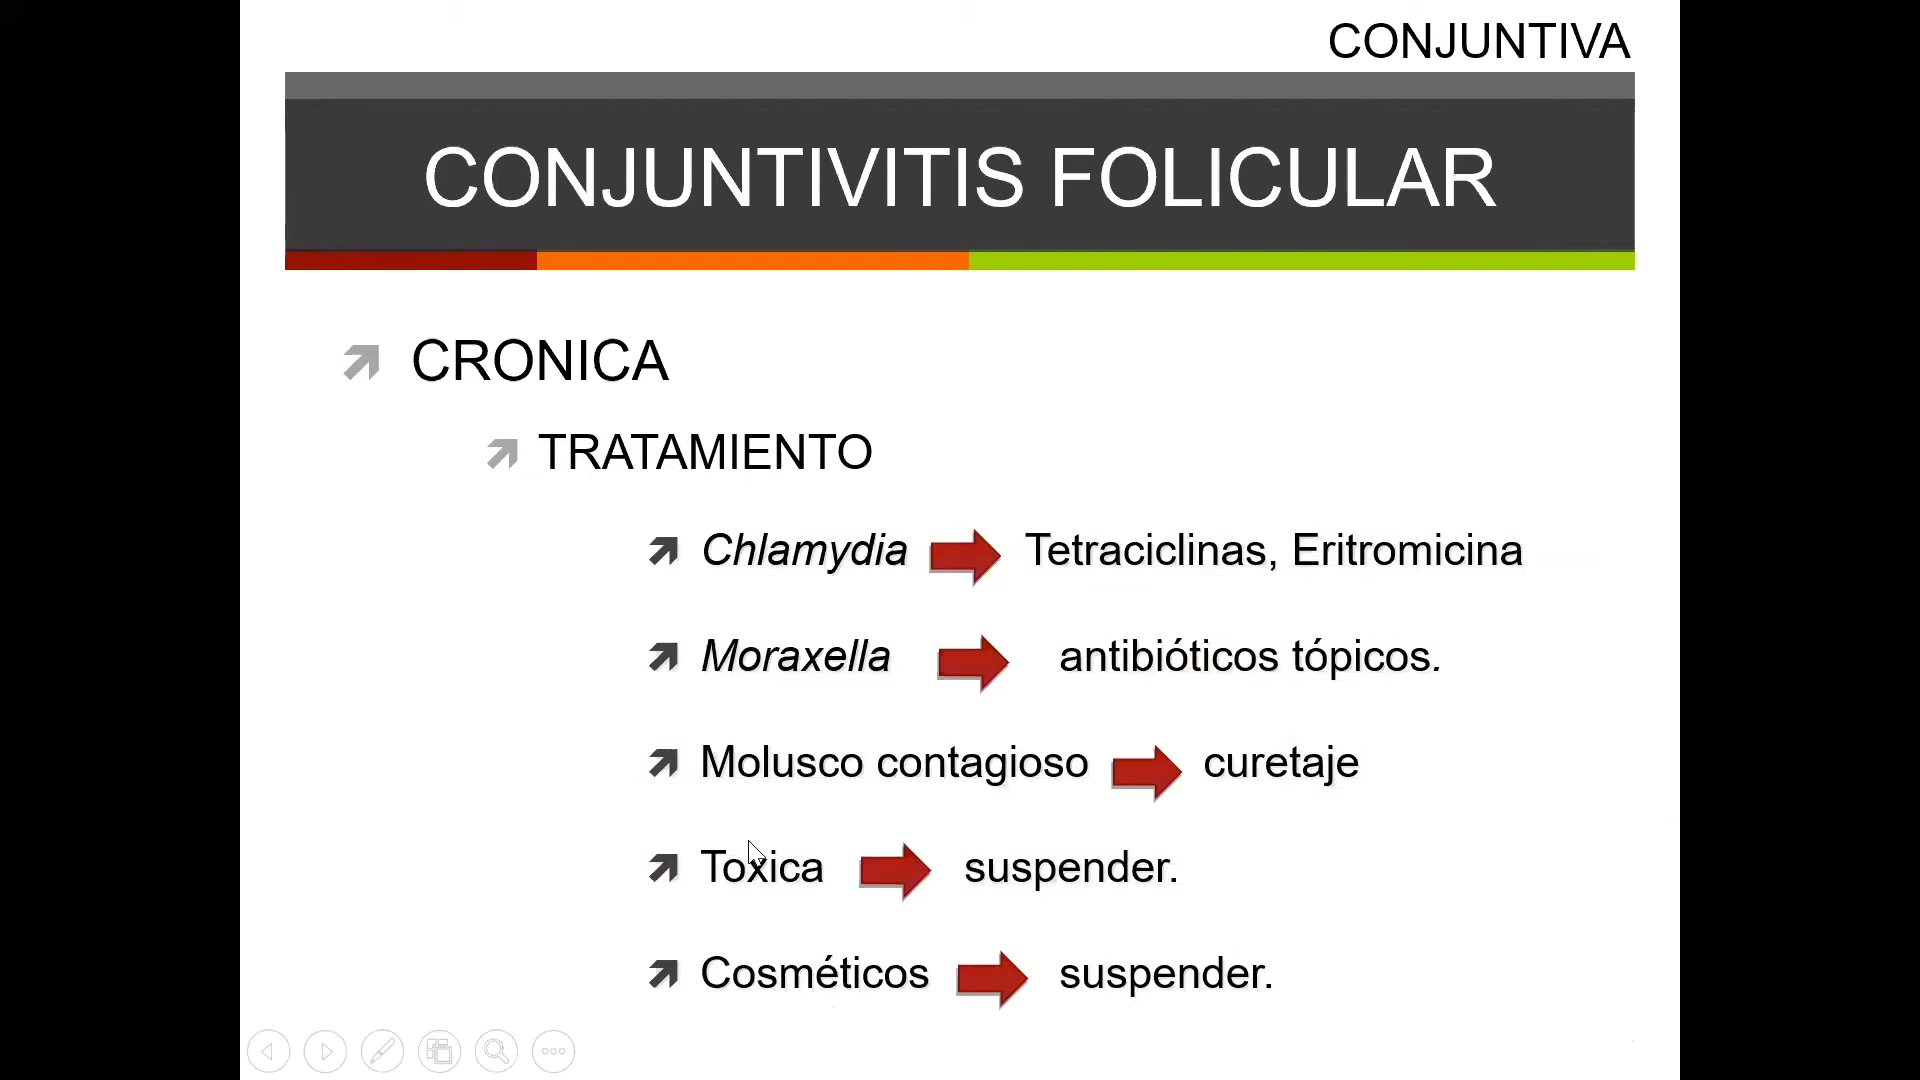 CONJUNTIVA
CONJUNTIVITIS FOLICULAR
CRONICA
TRATAMIENTO
Chlamydia Tetraciclinas, Eritromicina
Moraxella antibióticos tópicos.
Molusco contagioso curetaje
Toxica suspender.
Cosméticos suspender.